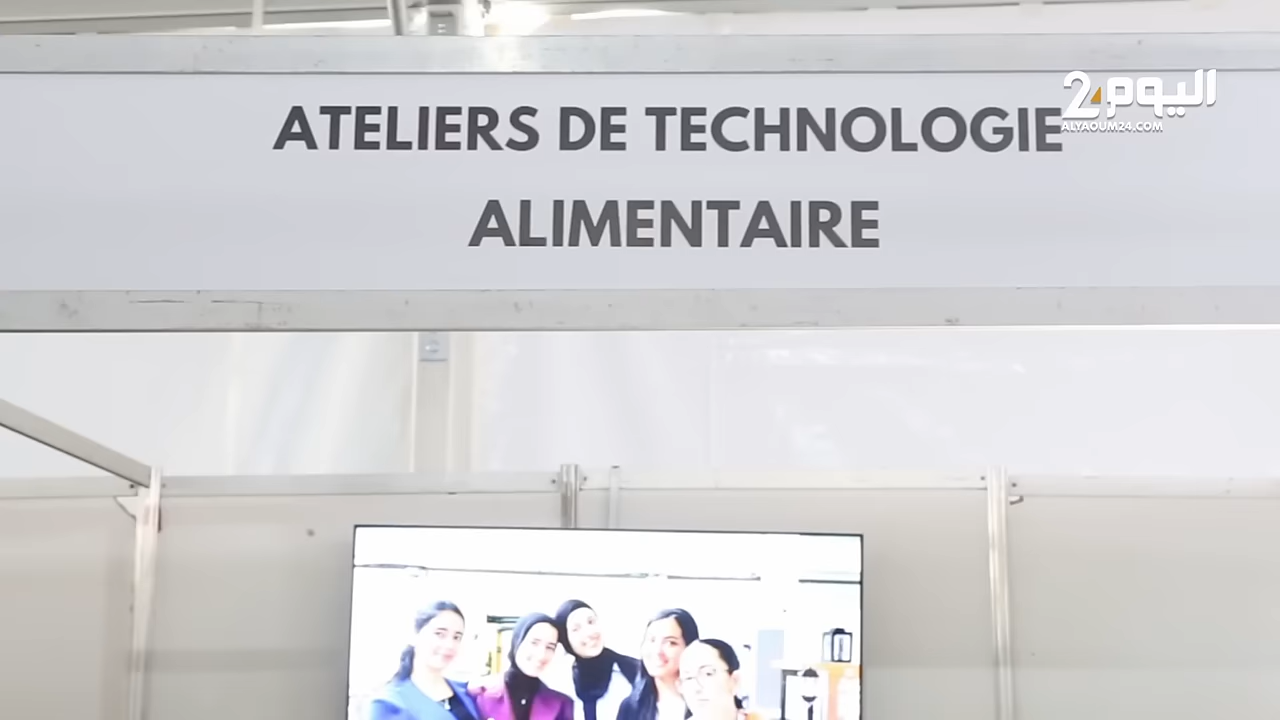 ATELIERS DE TECHNOLOGIE
ALIMENTAIRE
اليوم 24
ALYAOUM24.COM